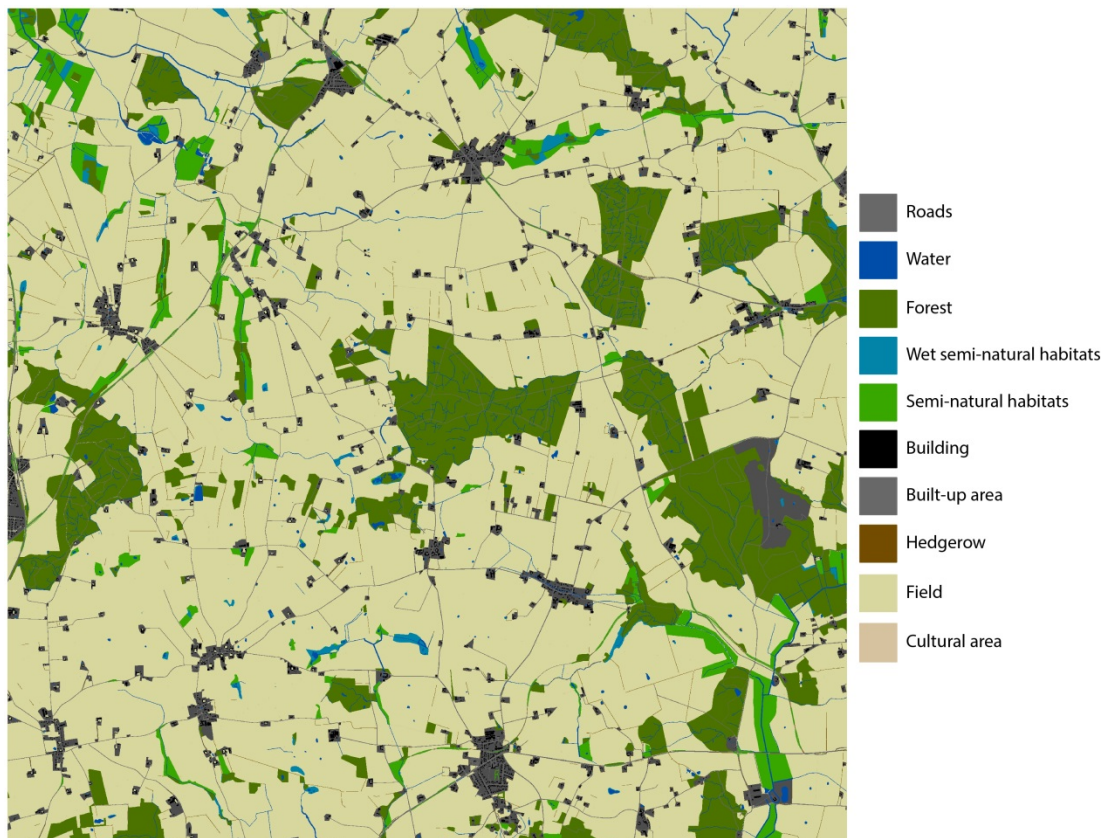 Roads
Water
Forest
Wet semi-natural habitats
Semi-natural habitats
Building
Built-up area
Hedgerow
Field
Cultural area